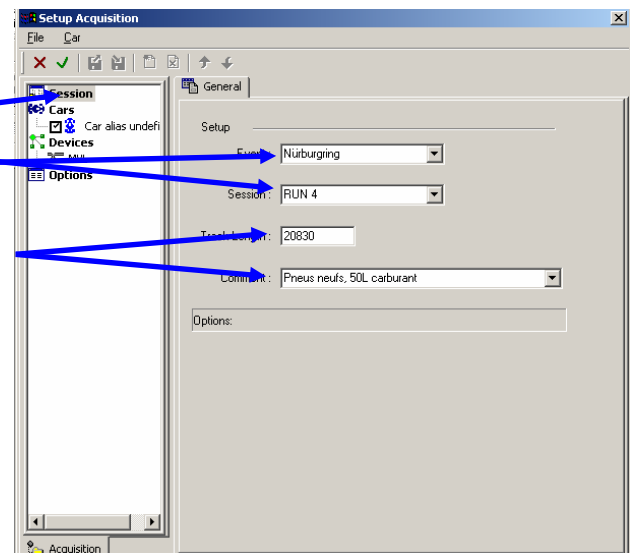 Setup Acquisition
File Car
Session
Cars
Car alias undefi
Devices
Options
General
Setup
Nürburgring
Session : RUN 4
20830
Pneus neufs, 50L carburant
Options:
Acquisition